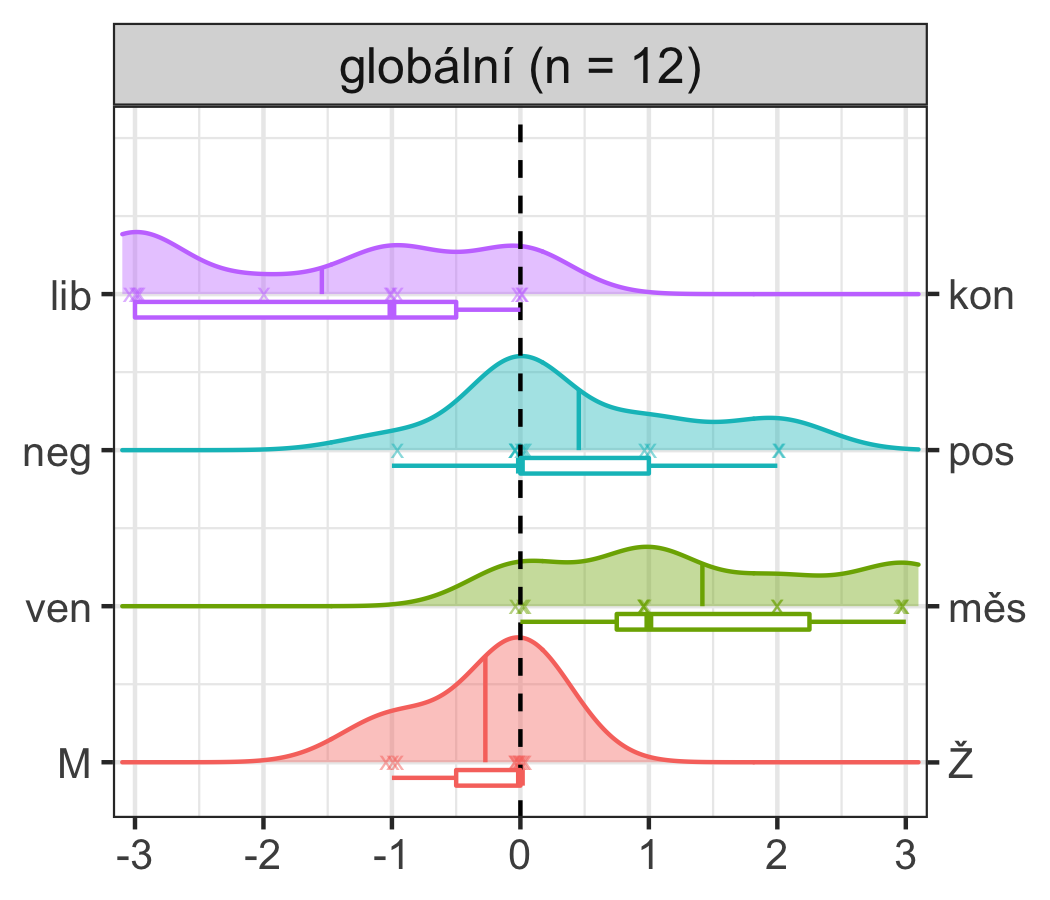 globální (n = 12)
lib kon
neg pos
ven měs
M Ž
-3 -2 -1 0 1 2 3